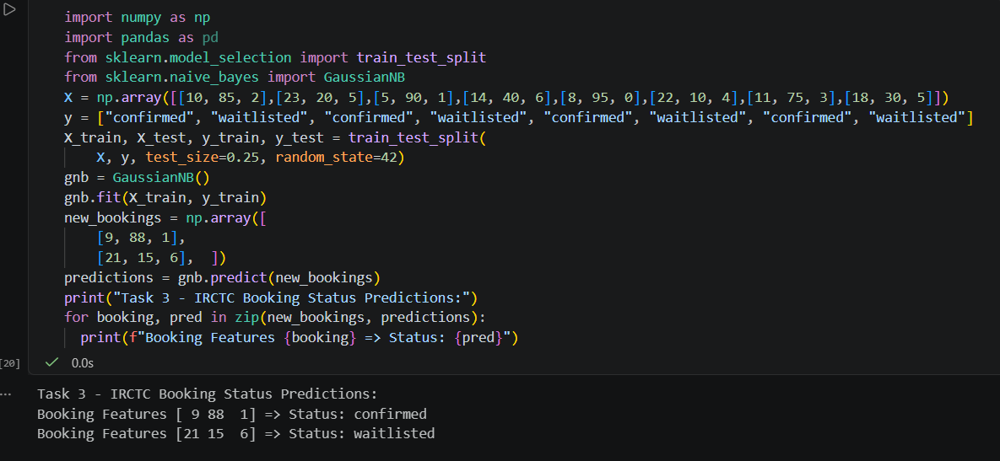 import numpy as np
import pandas as pd
from sklearn.model_selection import train_test_split
from sklearn.naive_bayes import GaussianNB
X = np.array([[10, 85, 2],[23, 20, 5],[5, 90, 1],[14, 40, 6],[8, 95, 0],[22, 10, 4],[11, 75, 3],[18, 30, 5]])
y = ["confirmed", "waitlisted", "confirmed", "waitlisted", "confirmed", "waitlisted", "confirmed", "waitlisted"]
X_train, X_test, y_train, y_test = train_test_split(
    X, y, test_size=0.25, random_state=42)
gnb = GaussianNB()
gnb.fit(X_train, y_train)
new_bookings = np.array([
    [9, 88, 1],
    [21, 15, 6],  ])
predictions = gnb.predict(new_bookings)
print("Task 3 - IRCTC Booking Status Predictions:")
for booking, pred in zip(new_bookings, predictions):
  print(f"Booking Features {booking} => Status: {pred}")
[20] 0.0s
Task 3 - IRCTC Booking Status Predictions:
Booking Features [ 9 88  1] => Status: confirmed
Booking Features [21 15  6] => Status: waitlisted